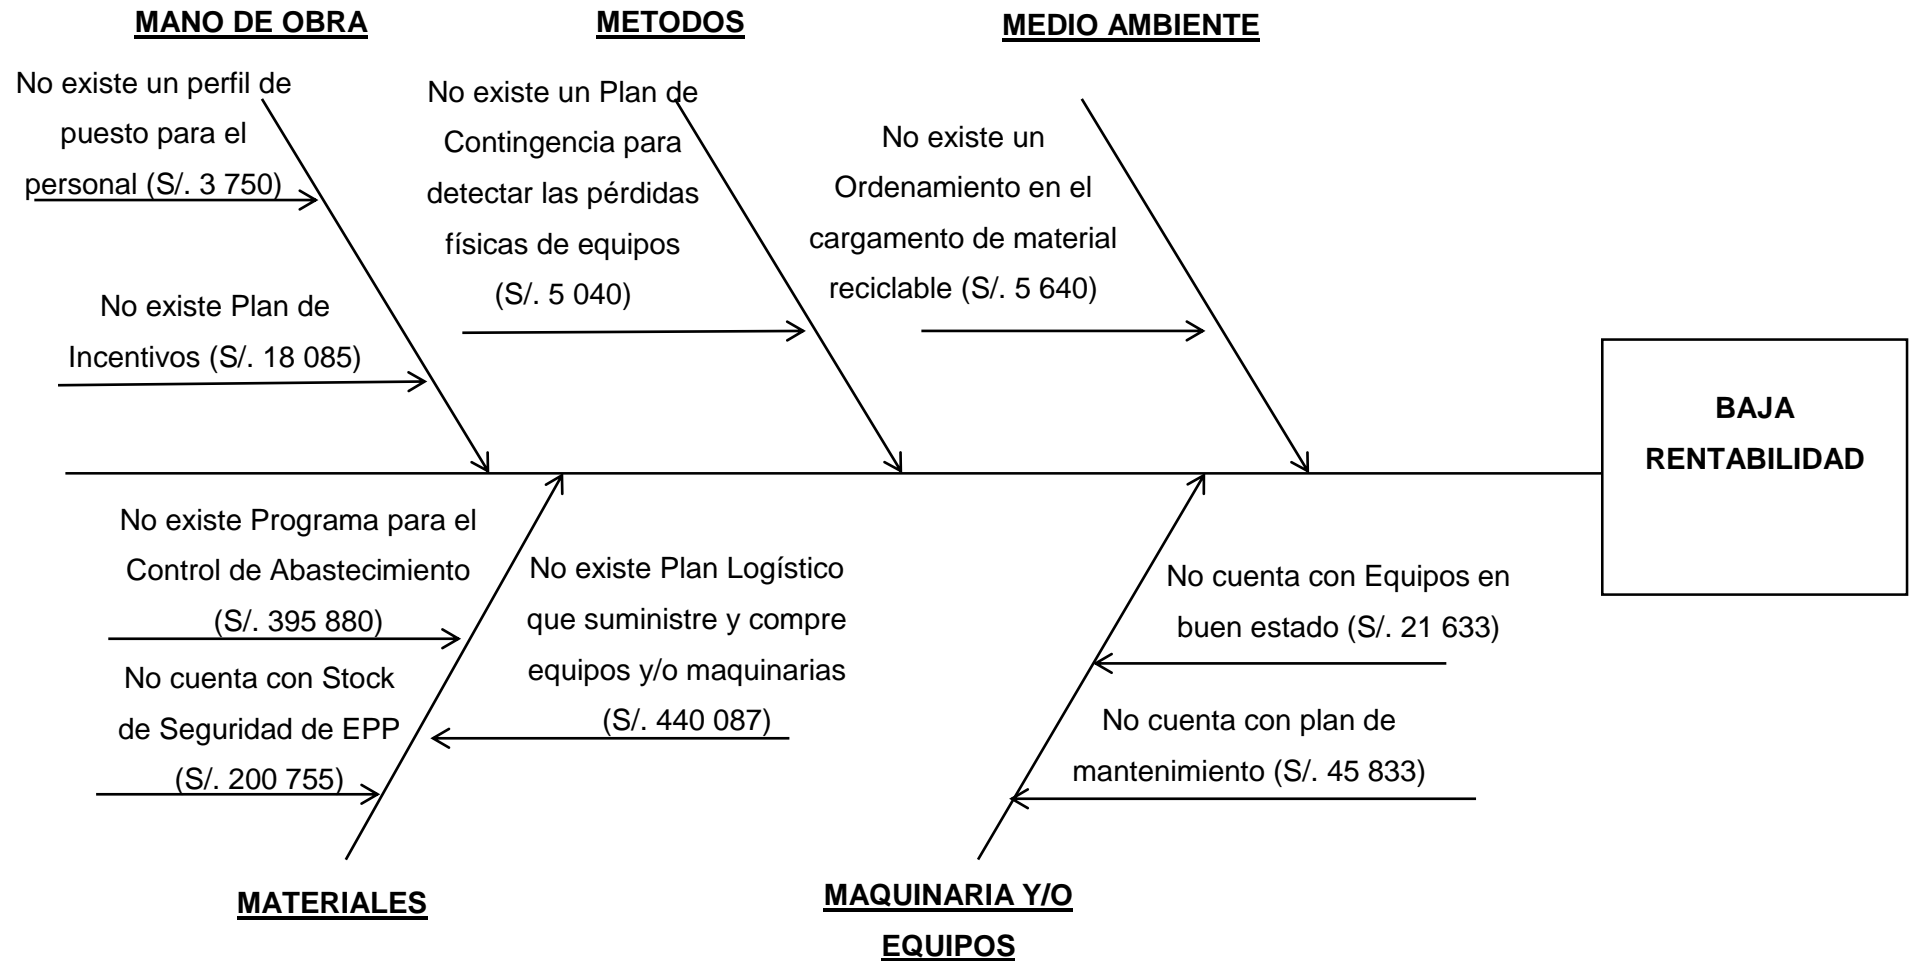 MANO DE OBRA
No existe un perfil de
puesto para el
personal (S/. 3 750)
No existe Plan de
Incentivos (S/. 18 085)
METODOS
No existe un Plan de
Contingencia para
detectar las pérdidas
físicas de equipos
(S/. 5 040)
MEDIO AMBIENTE
No existe un
Ordenamiento en el
cargamento de material
reciclable (S/. 5 640)
BAJA
RENTABILIDAD
No existe Programa para el
Control de Abastecimiento
(S/. 395 880)
No cuenta con Stock
de Seguridad de EPP
(S/. 200 755)
No existe Plan Logístico
que suministre y compre
equipos y/o maquinarias
(S/. 440 087)
MATERIALES
No cuenta con Equipos en
buen estado (S/. 21 633)
No cuenta con plan de
mantenimiento (S/. 45 833)
MAQUINARIA Y/O
EQUIPOS